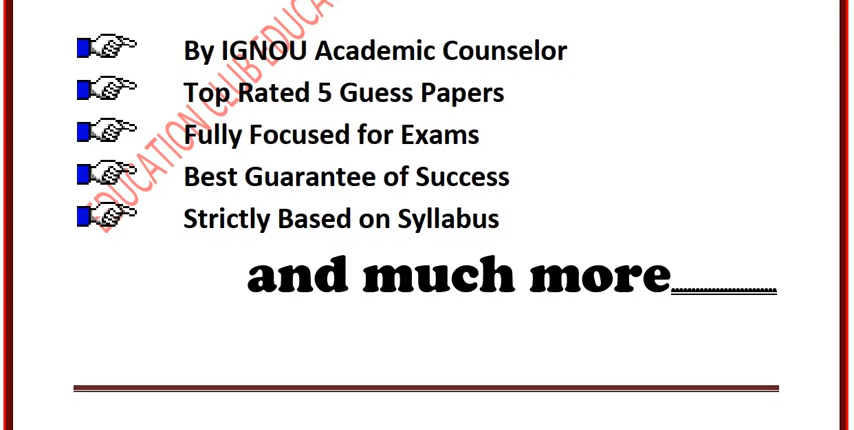 By IGNOU Academic Counselor
Top Rated 5 Guess Papers
Fully Focused for Exams
Best Guarantee of Success
Strictly Based on Syllabus
and much more
EDUCATION CLUB EDUCA